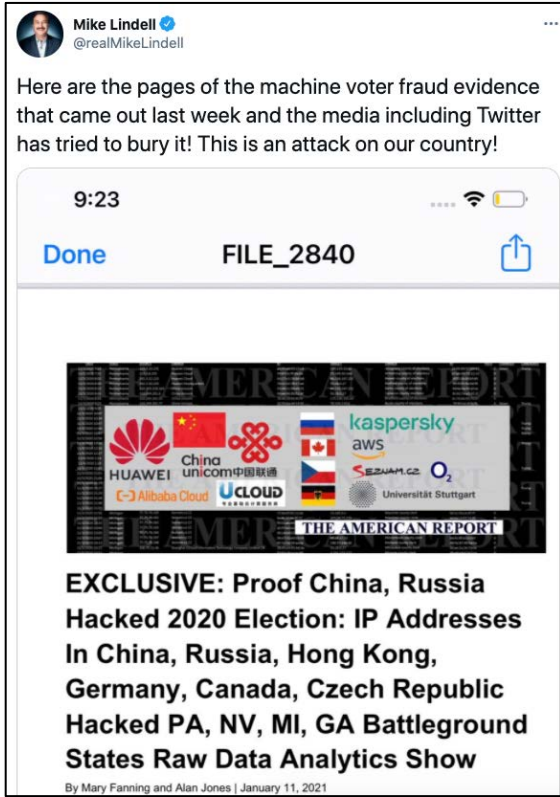 Mike Lindell
@realMikeLindell
Here are the pages of the machine voter fraud evidence
that came out last week and the media including Twitter
has tried to bury it! This is an attack on our country!
9:23
Done FILE_2840
THE AMERICAN REPORT
HUAWEI
China
unicom中国联通
Alibaba Cloud
UCLOUD
kaspersky
aws
SEZNAM.CZ O2
Universität Stuttgart
THE AMERICAN REPORT
EXCLUSIVE: Proof China, Russia
Hacked 2020 Election: IP Addresses
In China, Russia, Hong Kong,
Germany, Canada, Czech Republic
Hacked PA, NV, MI, GA Battleground
States Raw Data Analytics Show
By Mary Fanning and Alan Jones | January 11, 2021